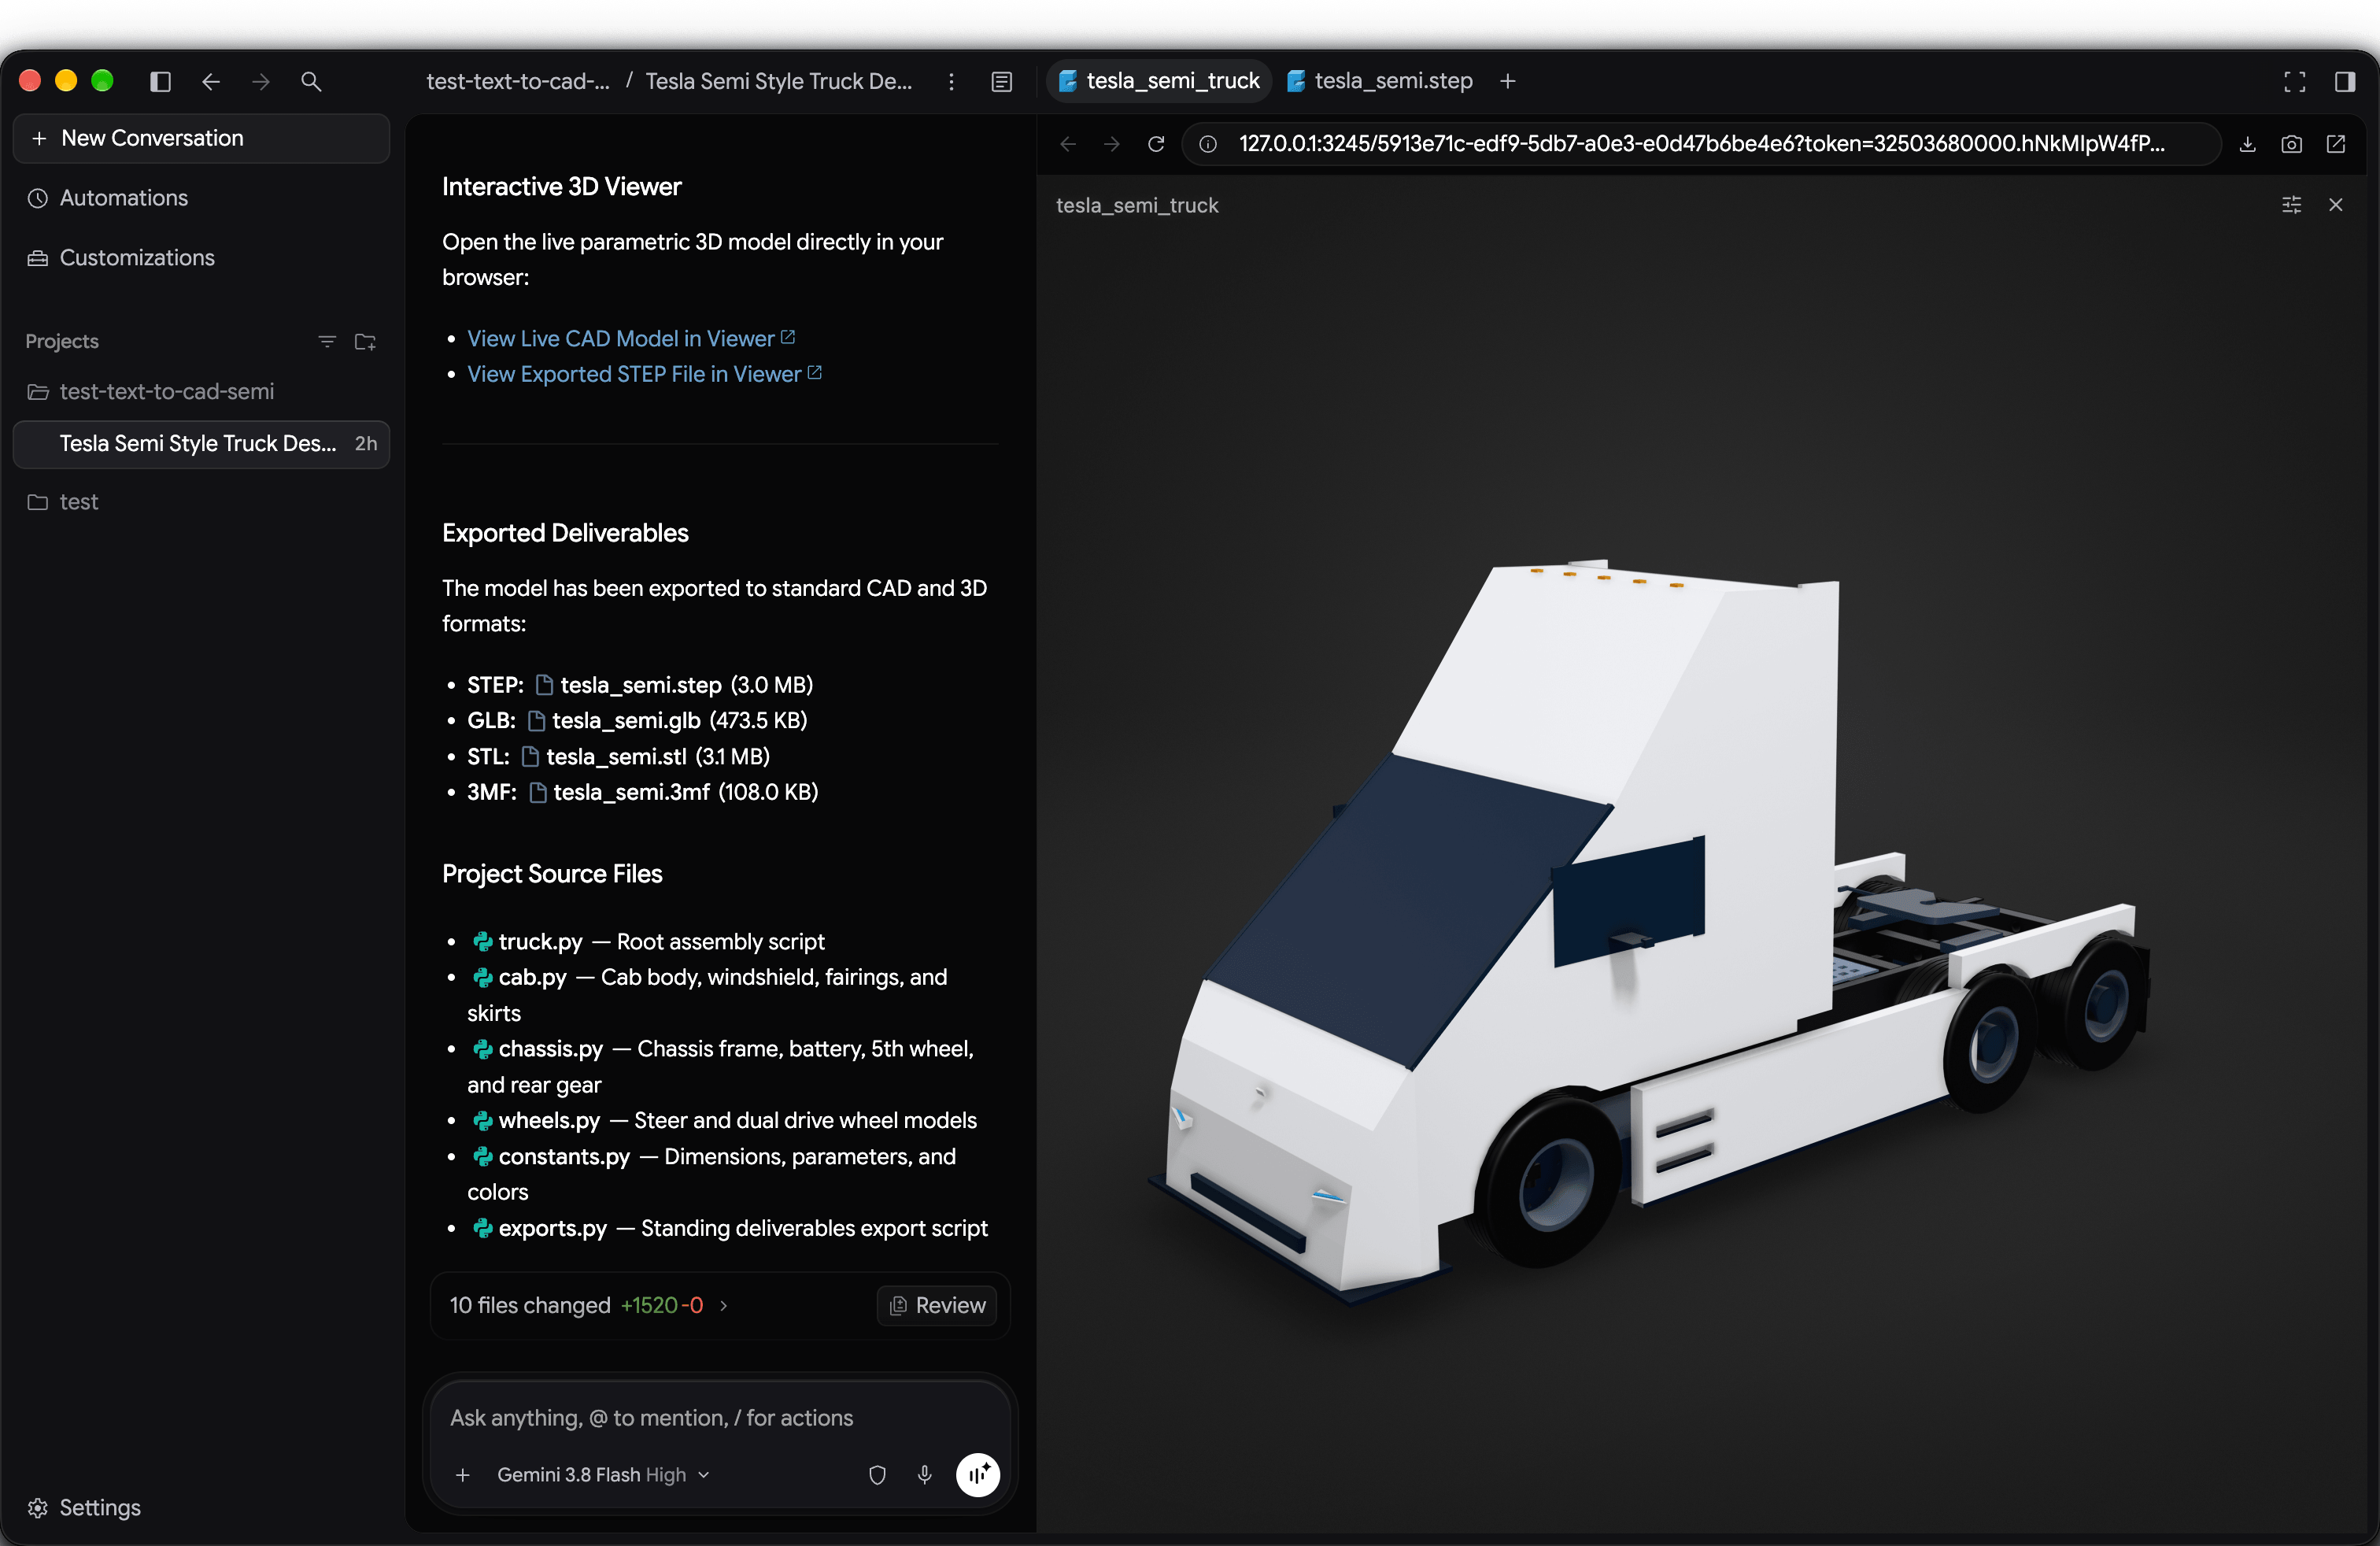 test-text-to-cad-... / Tesla Semi Style Truck De...
tesla_semi_truck
tesla_semi.step
New Conversation
Automations
Customizations
Projects
test-text-to-cad-semi
Tesla Semi Style Truck Des... 2h
test
Settings
Interactive 3D Viewer
Open the live parametric 3D model directly in your
browser:
• View Live CAD Model in Viewer
• View Exported STEP File in Viewer
Exported Deliverables
The model has been exported to standard CAD and 3D
formats:
• STEP: tesla_semi.step (3.0 MB)
• GLB: tesla_semi.glb (473.5 KB)
• STL: tesla_semi.stl (3.1 MB)
• 3MF: tesla_semi.3mf (108.0 KB)
Project Source Files
• truck.py — Root assembly script
• cab.py — Cab body, windshield, fairings, and
skirts
• chassis.py — Chassis frame, battery, 5th wheel,
and rear gear
• wheels.py — Steer and dual drive wheel models
• constants.py — Dimensions, parameters, and
colors
• exports.py — Standing deliverables export script
10 files changed +1520 -0
Review
Ask anything, @ to mention, / for actions
Gemini 3.8 Flash High
127.0.0.1:3245/5913e71c-edf9-5db7-a0e3-e0d47b6be4e6?token=32503680000.hNkMIpW4fP...
tesla_semi_truck